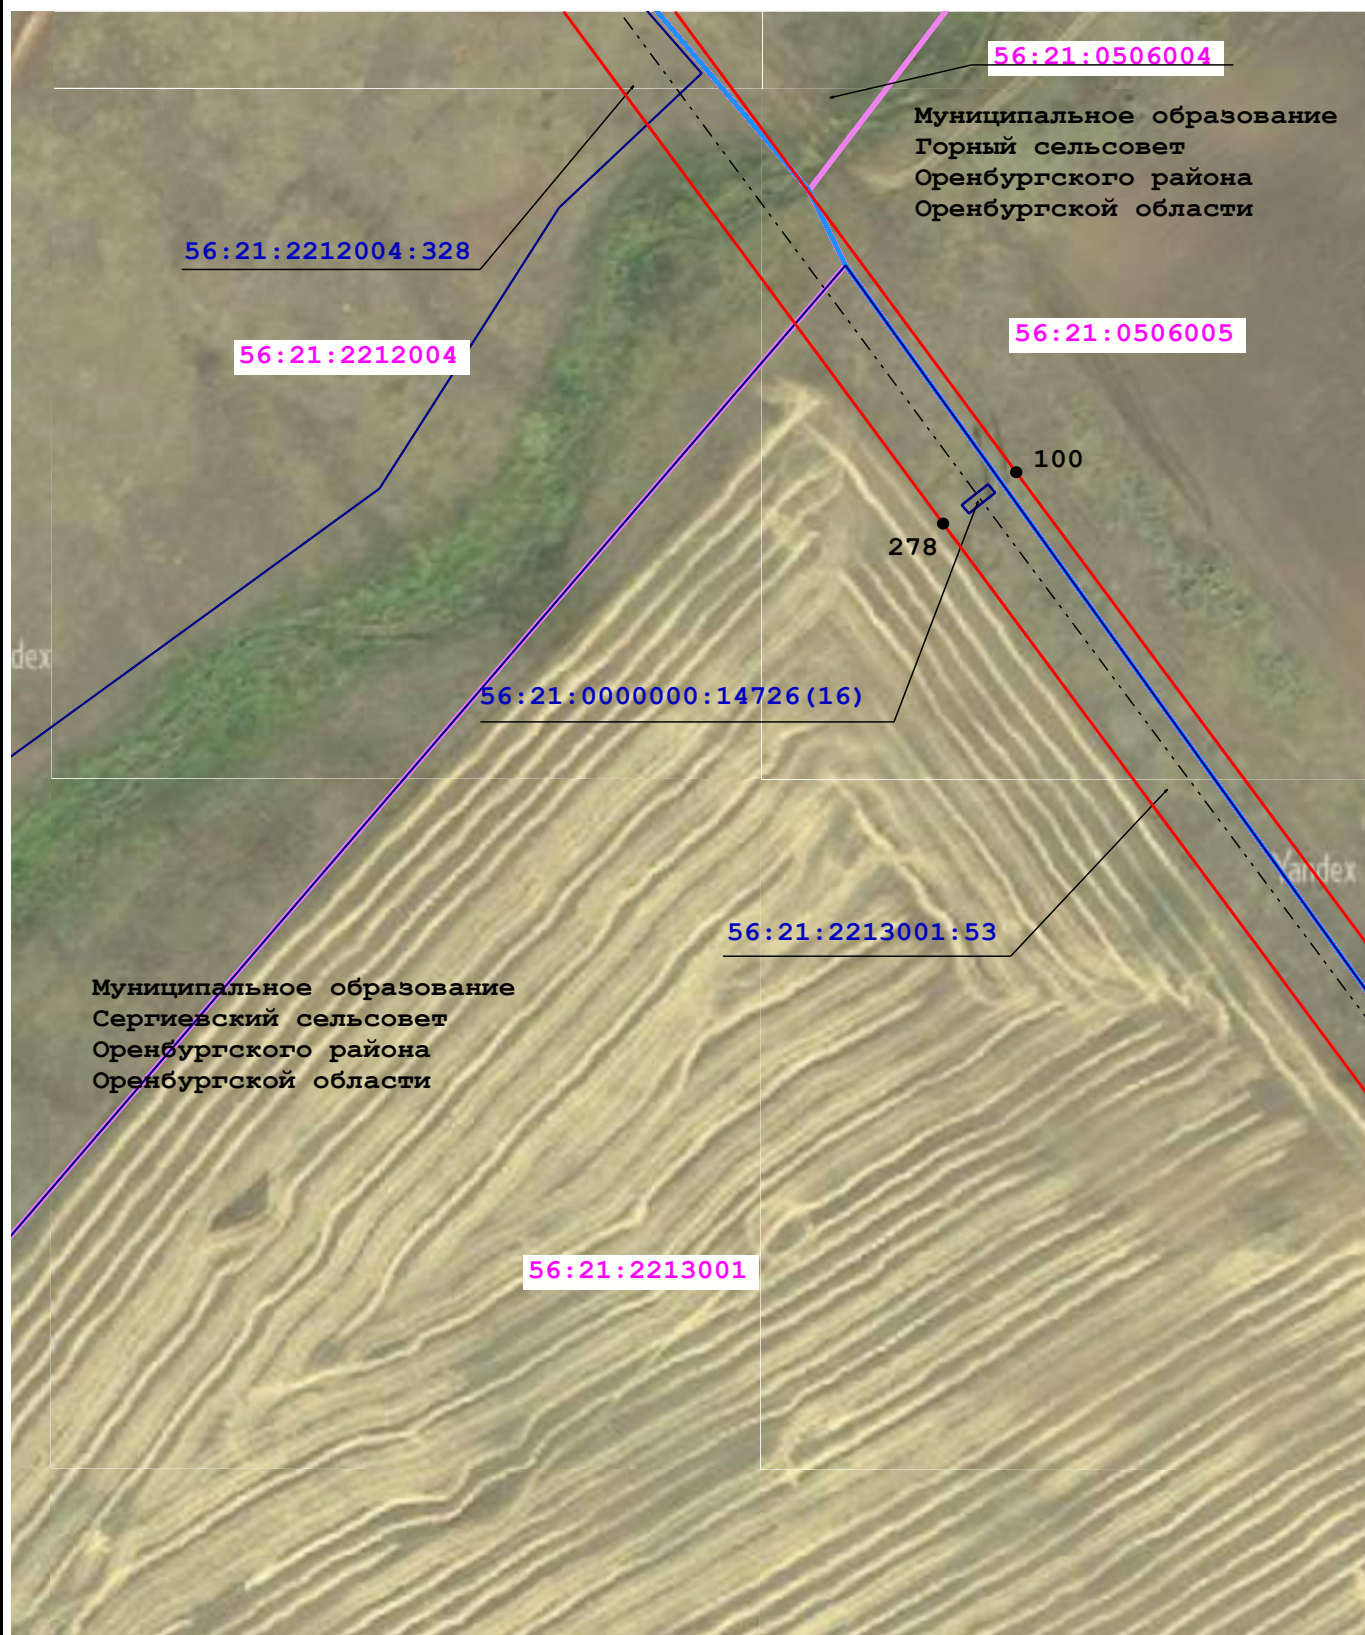 56:21:0506004
Муниципальное образование
Горный сельсовет
Оренбургского района
Оренбургской области
56:21:2212004:328
56:21:0506005
56:21:2212004
100
278
dex
56:21:0000000:14726(16)
Yandex
56:21:2213001:53
Муниципальное образование
Сергиевский сельсовет
Оренбургского района
Оренбургской области
56:21:2213001